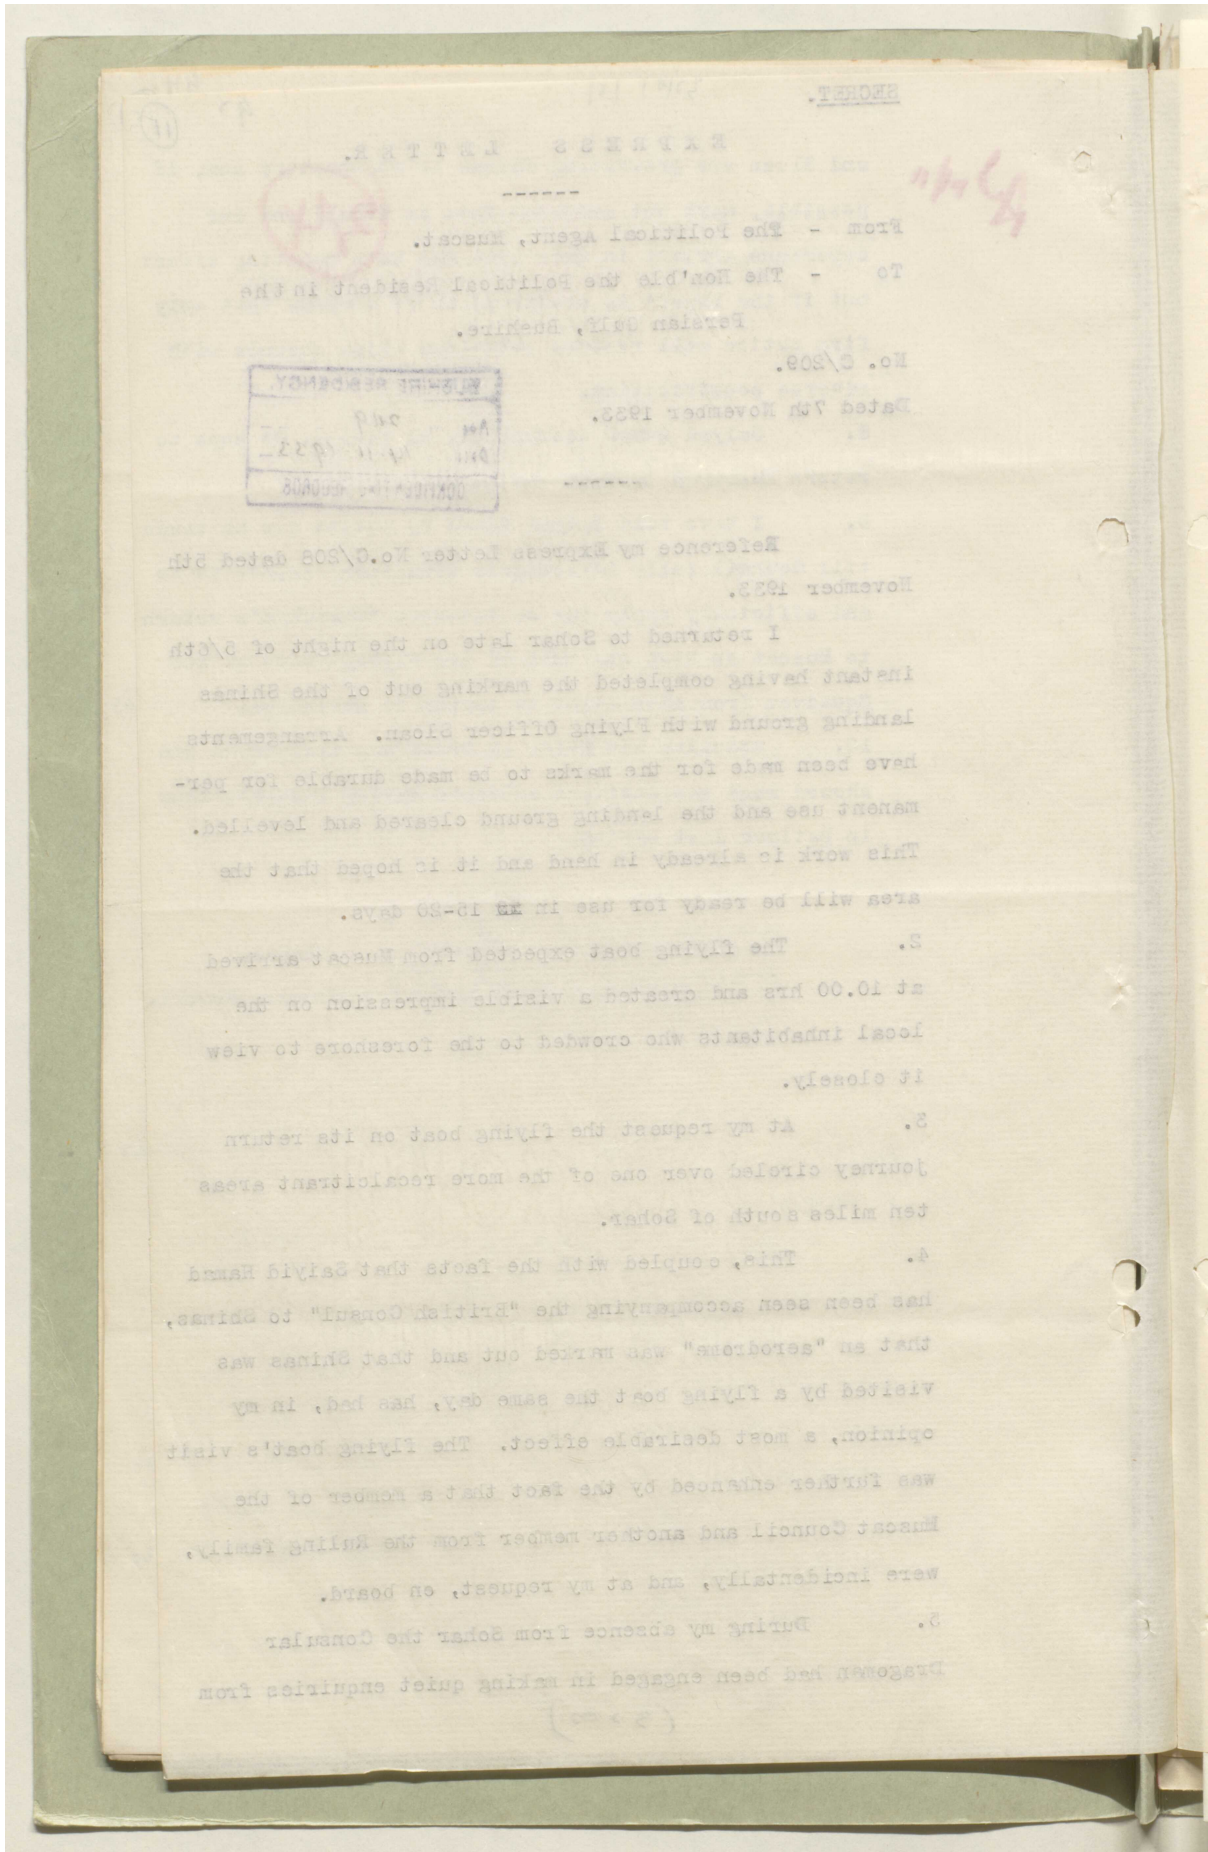 SECRET.
EXPRESS LETTER.
-------
From - The Political Agent, Muscat.
To - The Hon'ble the Political Resident in the
Persian Gulf, Bushire.
No. C/209.
Dated 7th November 1933.
BUSHIRE RESIDENCY.
249
14.11.1933
CONFIDENTIAL RECORDS
------
Reference my Express Letter No.C/208 dated 5th
November 1933.
I returned to Sohar late on the night of 5/6th
instant having completed the marking out of the Shinas
landing ground with Flying Officer Sloan. Arrangements
have been made for the marks to be made durable for per-
manent use and the landing ground cleared and levelled.
This work is already in hand and it is hoped that the
area will be ready for use in 15-20 days.
2. The flying boat expected from Muscat arrived
at 10.00 hrs and created a visible impression on the
local inhabitants who crowded to the foreshore to view
it closely.
3. At my request the flying boat on its return
journey circled over one of the more recalcitrant areas
ten miles south of Sohar.
4. This, coupled with the facts that Saiyid Hamad
has been seen accompanying the "British Consul" to Shinas,
that an "aerodrome" was marked out and that Shinas was
visited by a flying boat the same day, has had, in my
opinion, a most desirable effect. The flying boat's visit
was further enhanced by the fact that a member of the
Muscat Council and another member from the Ruling family,
were incidentally, and at my request, on board.
5. During my absence from Sohar the Consular
Dragoman had been engaged in making quiet enquiries from